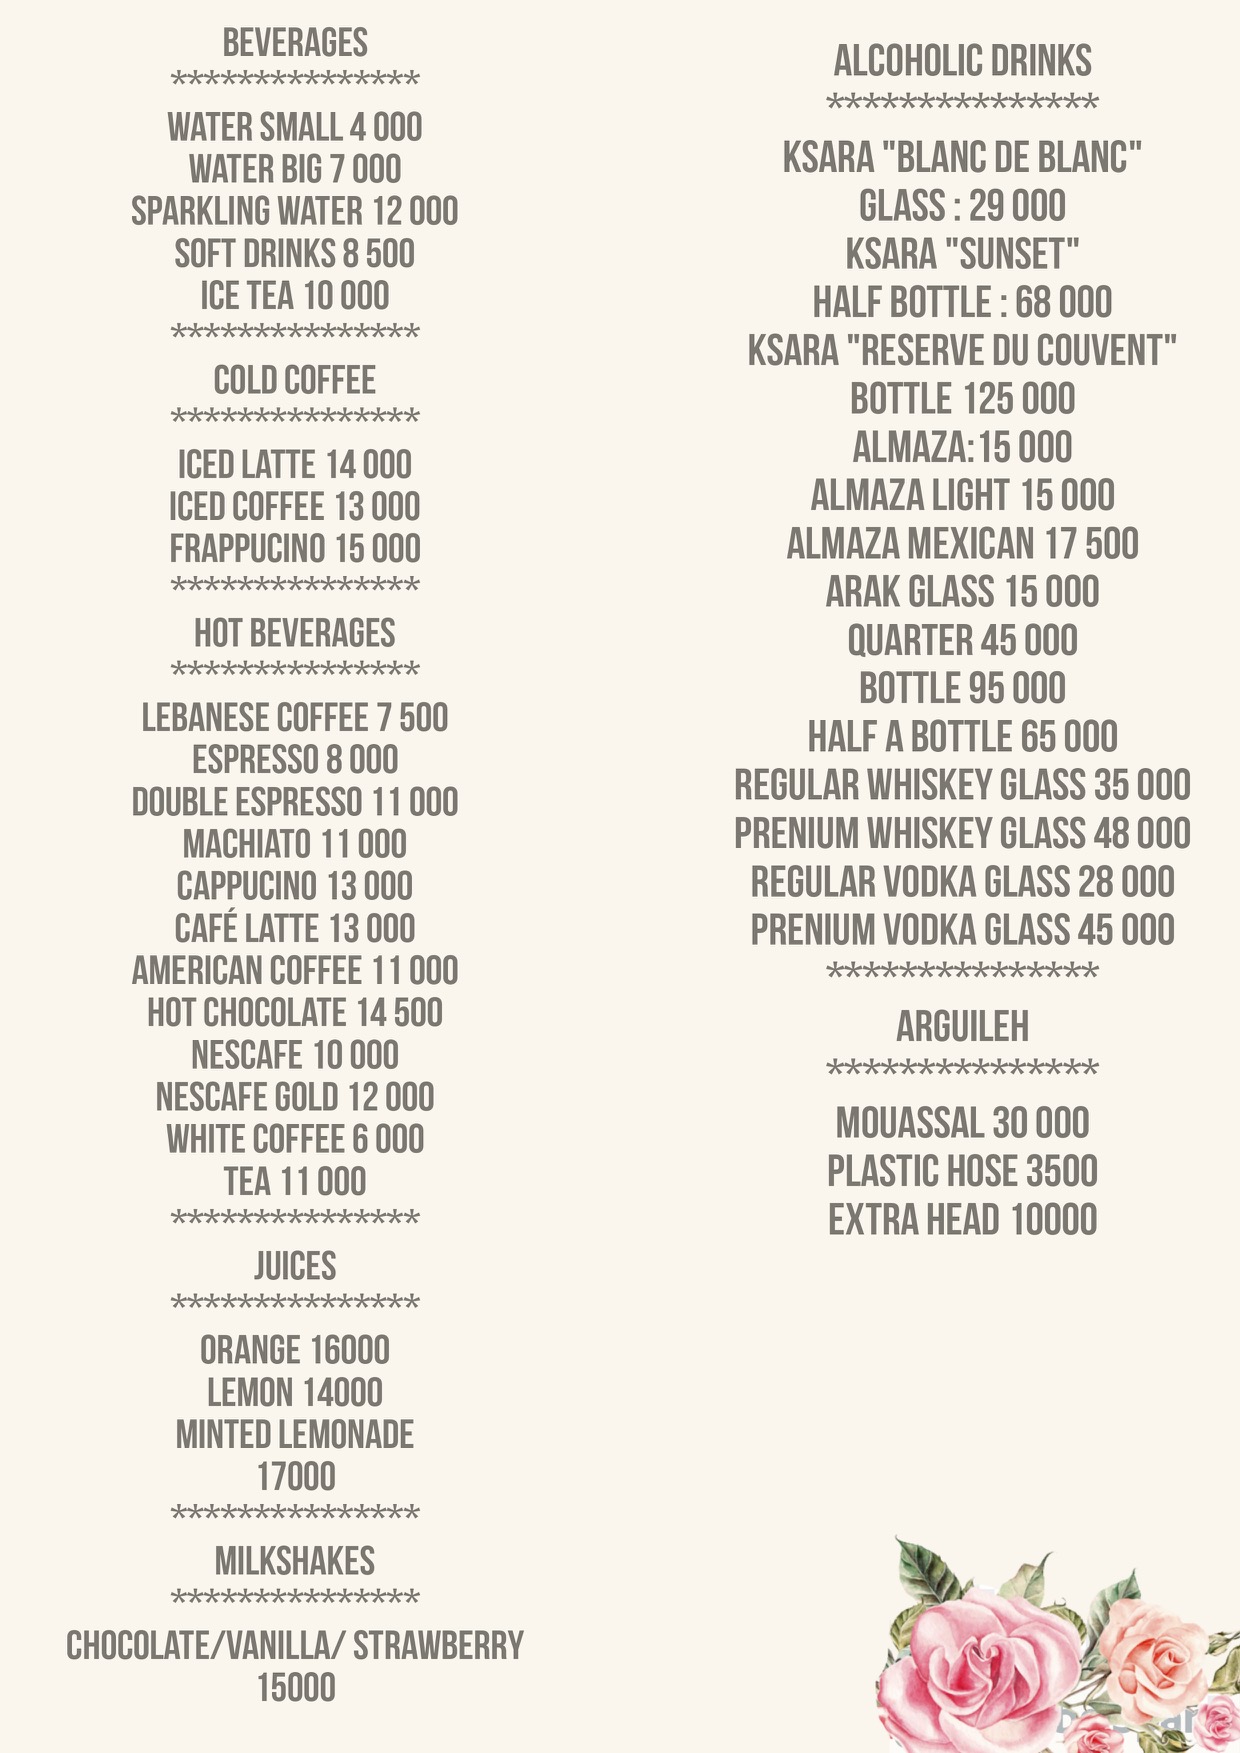 BEVERAGES
***************
WATER SMALL 4 000
WATER BIG 7 000
SPARKLING WATER 12 000
SOFT DRINKS 8 500
ICE TEA 10 000
***************
COLD COFFEE
***************
ICED LATTE 14 000
ICED COFFEE 13 000
FRAPPUCINO 15 000
***************
HOT BEVERAGES
***************
LEBANESE COFFEE 7 500
ESPRESSO 8 000
DOUBLE ESPRESSO 11 000
MACHIATO 11 000
CAPPUCINO 13 000
CAFÉ LATTE 13 000
AMERICAN COFFEE 11 000
HOT CHOCOLATE 14 500
NESCAFE 10 000
NESCAFE GOLD 12 000
WHITE COFFEE 6 000
TEA 11 000
***************
JUICES
***************
ORANGE 16000
LEMON 14000
MINTED LEMONADE
17000
***************
MILKSHAKES
***************
CHOCOLATE/VANILLA/ STRAWBERRY
15000
ALCOHOLIC DRINKS
***************
KSARA "BLANC DE BLANC"
GLASS : 29 000
KSARA "SUNSET"
HALF BOTTLE : 68 000
KSARA "RESERVE DU COUVENT"
BOTTLE 125 000
ALMAZA:15 000
ALMAZA LIGHT 15 000
ALMAZA MEXICAN 17 500
ARAK GLASS 15 000
QUARTER 45 000
BOTTLE 95 000
HALF A BOTTLE 65 000
REGULAR WHISKEY GLASS 35 000
PRENIUM WHISKEY GLASS 48 000
REGULAR VODKA GLASS 28 000
PRENIUM VODKA GLASS 45 000
***************
ARGUILEH
***************
MOUASSAL 30 000
PLASTIC HOSE 3500
EXTRA HEAD 10000